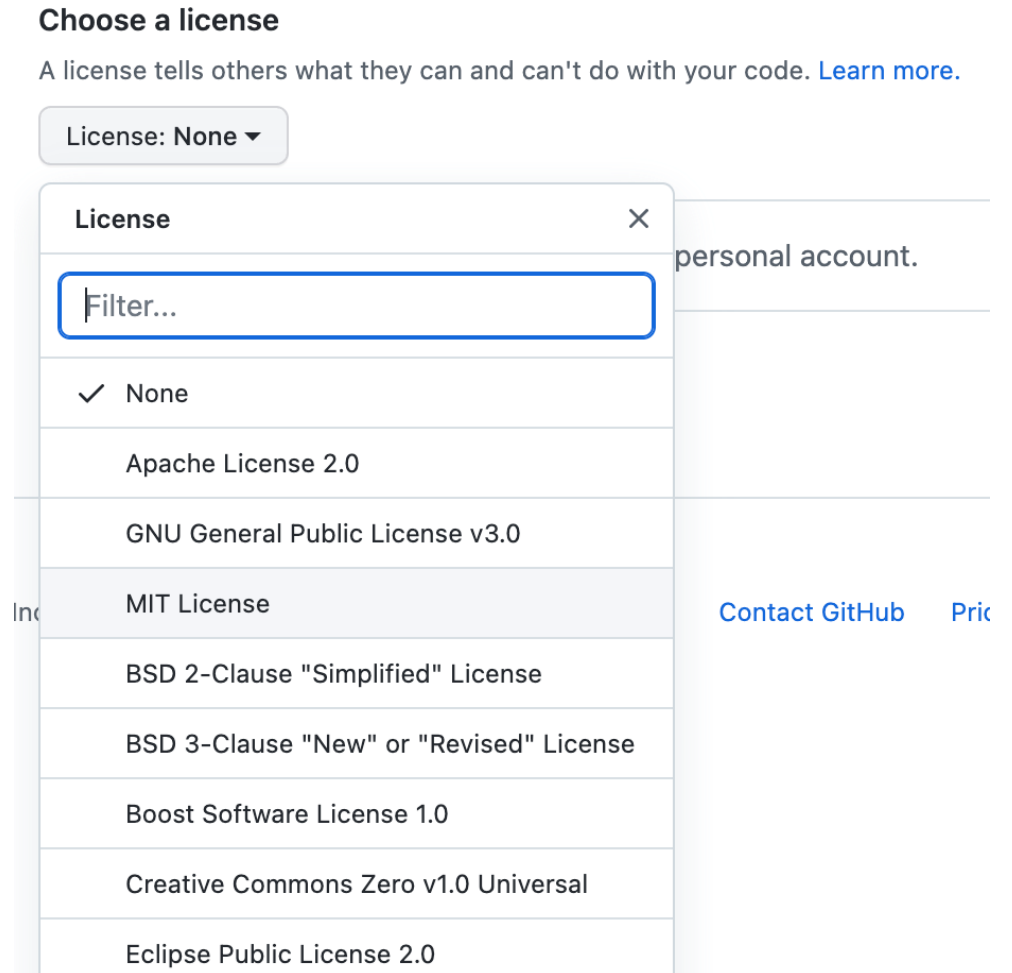 Choose a license
A license tells others what they can and can't do with your code. Learn more.
License: None
License
personal account.
Filter...
None
Apache License 2.0
GNU General Public License v3.0
MIT License
Contact GitHub
BSD 2-Clause "Simplified" License
BSD 3-Clause "New" or "Revised" License
Boost Software License 1.0
Creative Commons Zero v1.0 Universal
Eclipse Public License 2.0